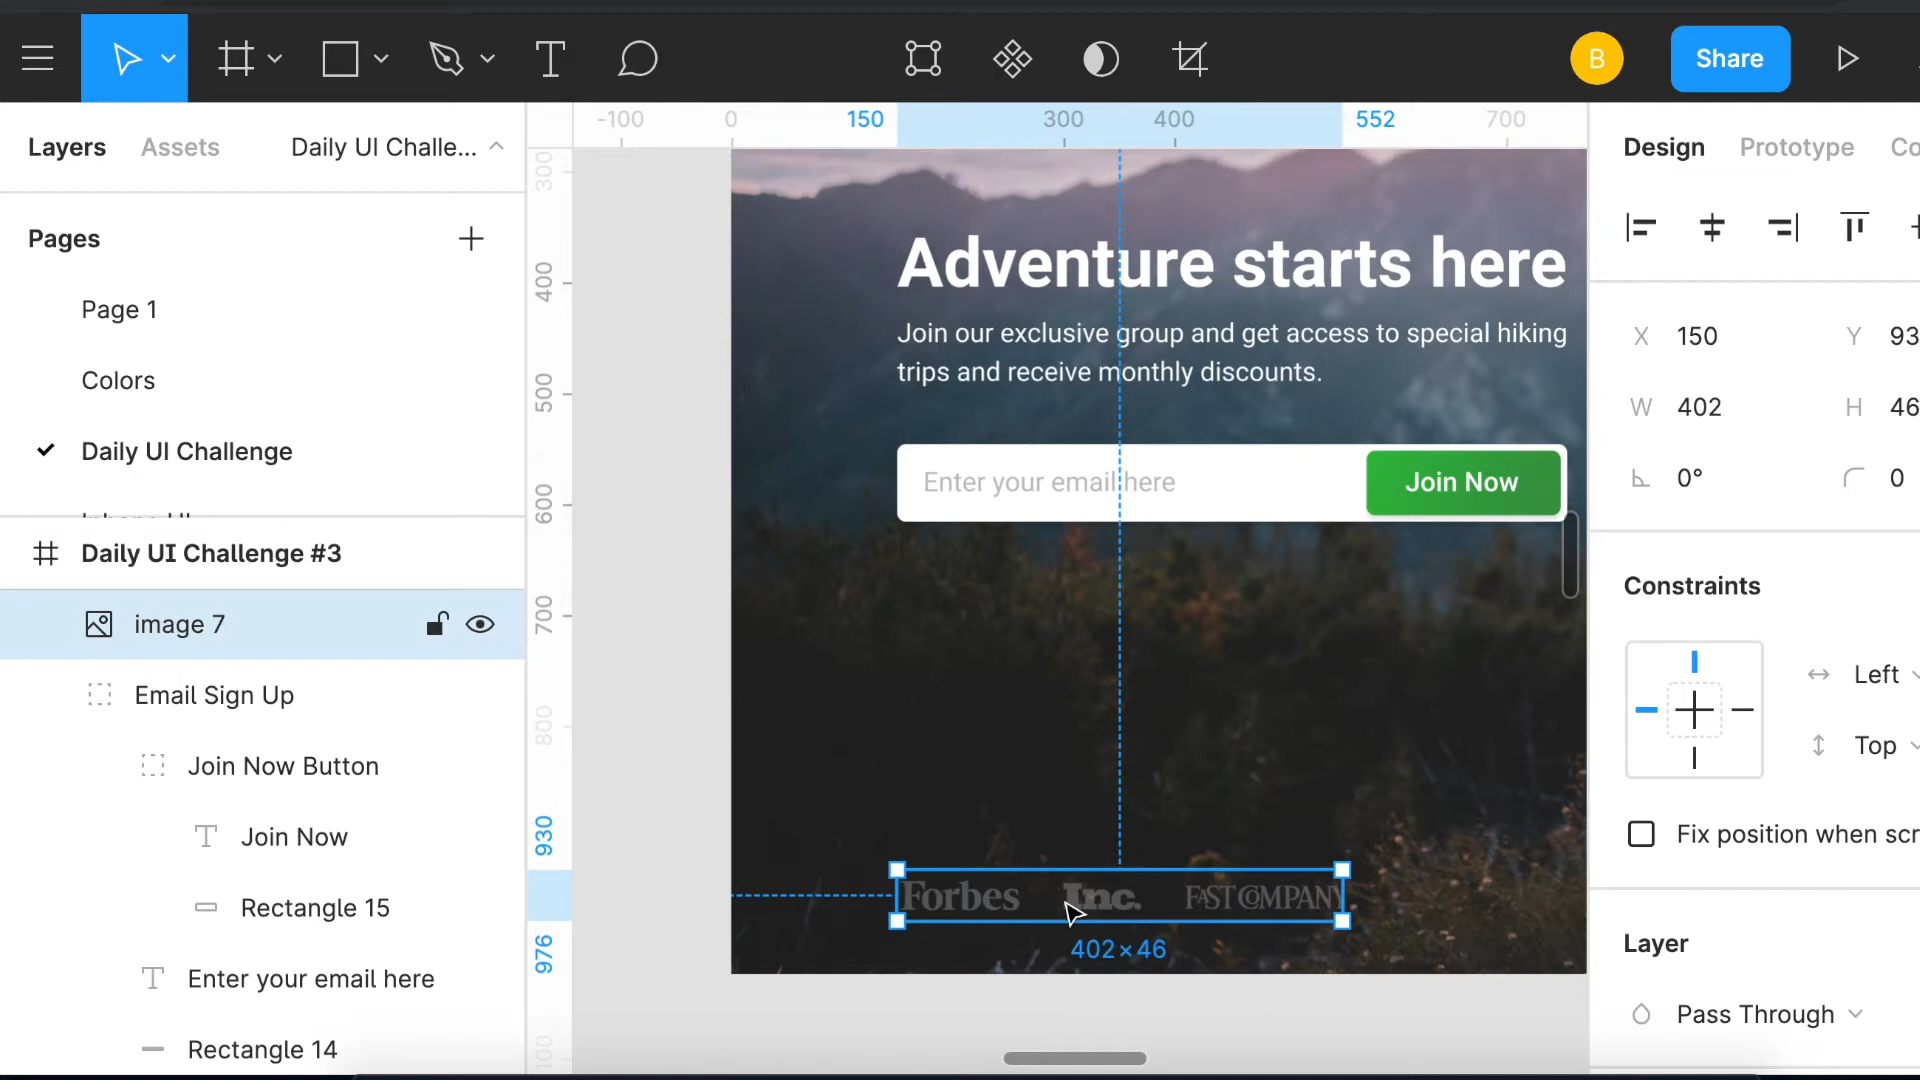 B
Share
Layers
Assets
Daily UI Challe...
-100
0
150
300
400
552
700
Design
Prototype
Co
Pages
Page 1
Colors
Daily UI Challenge
Daily UI Challenge #3
image 7
Email Sign Up
Join Now Button
Join Now
Rectangle 15
Enter your email here
Rectangle 14
300
400
500
600
700
800
930
976
Adventure starts here
Join our exclusive group and get access to special hiking
trips and receive monthly discounts.
Enter your email here
Join Now
Forbes
Inc.
FAST COMPANY
402 × 46
X 150
Y 93
W 402
H 46
0°
0
Constraints
Left
Top
Fix position when scr
Layer
Pass Through